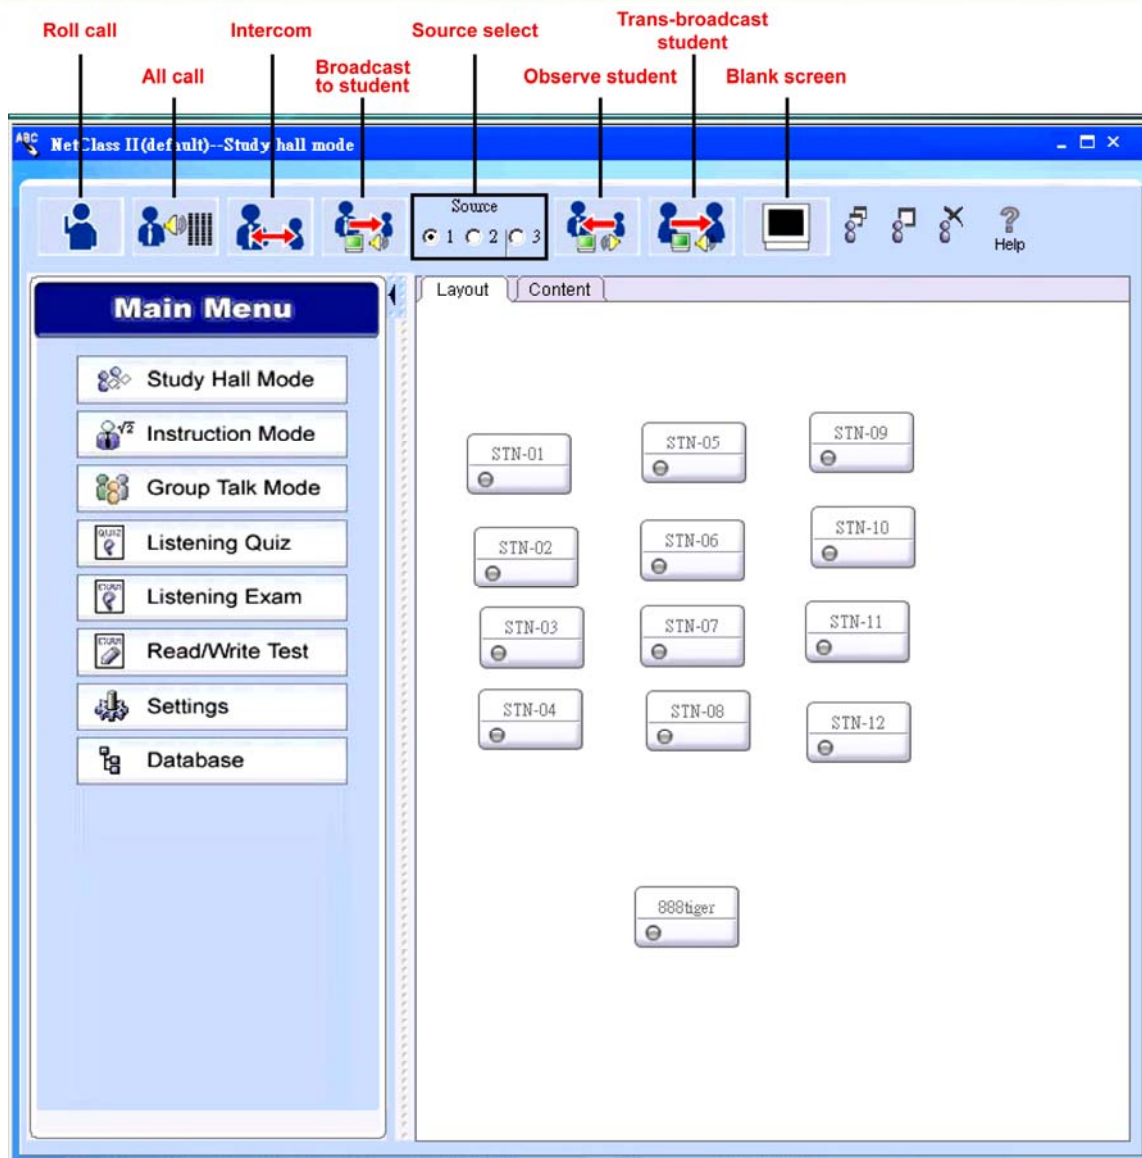 Roll call
Intercom
Source select
Trans-broadcast
student
All call
Broadcast
to student
Observe student
Blank screen
ABC
NetClass II(default)--Study hall mode
Source
1 2 3
Help
Main Menu
Layout Content
Study Hall Mode
√2 Instruction Mode
Group Talk Mode
QUIZ Listening Quiz
Listening Exam
Read/Write Test
Settings
Database
STN-01
STN-05
STN-09
STN-02
STN-06
STN-10
STN-03
STN-07
STN-11
STN-04
STN-08
STN-12
888tiger